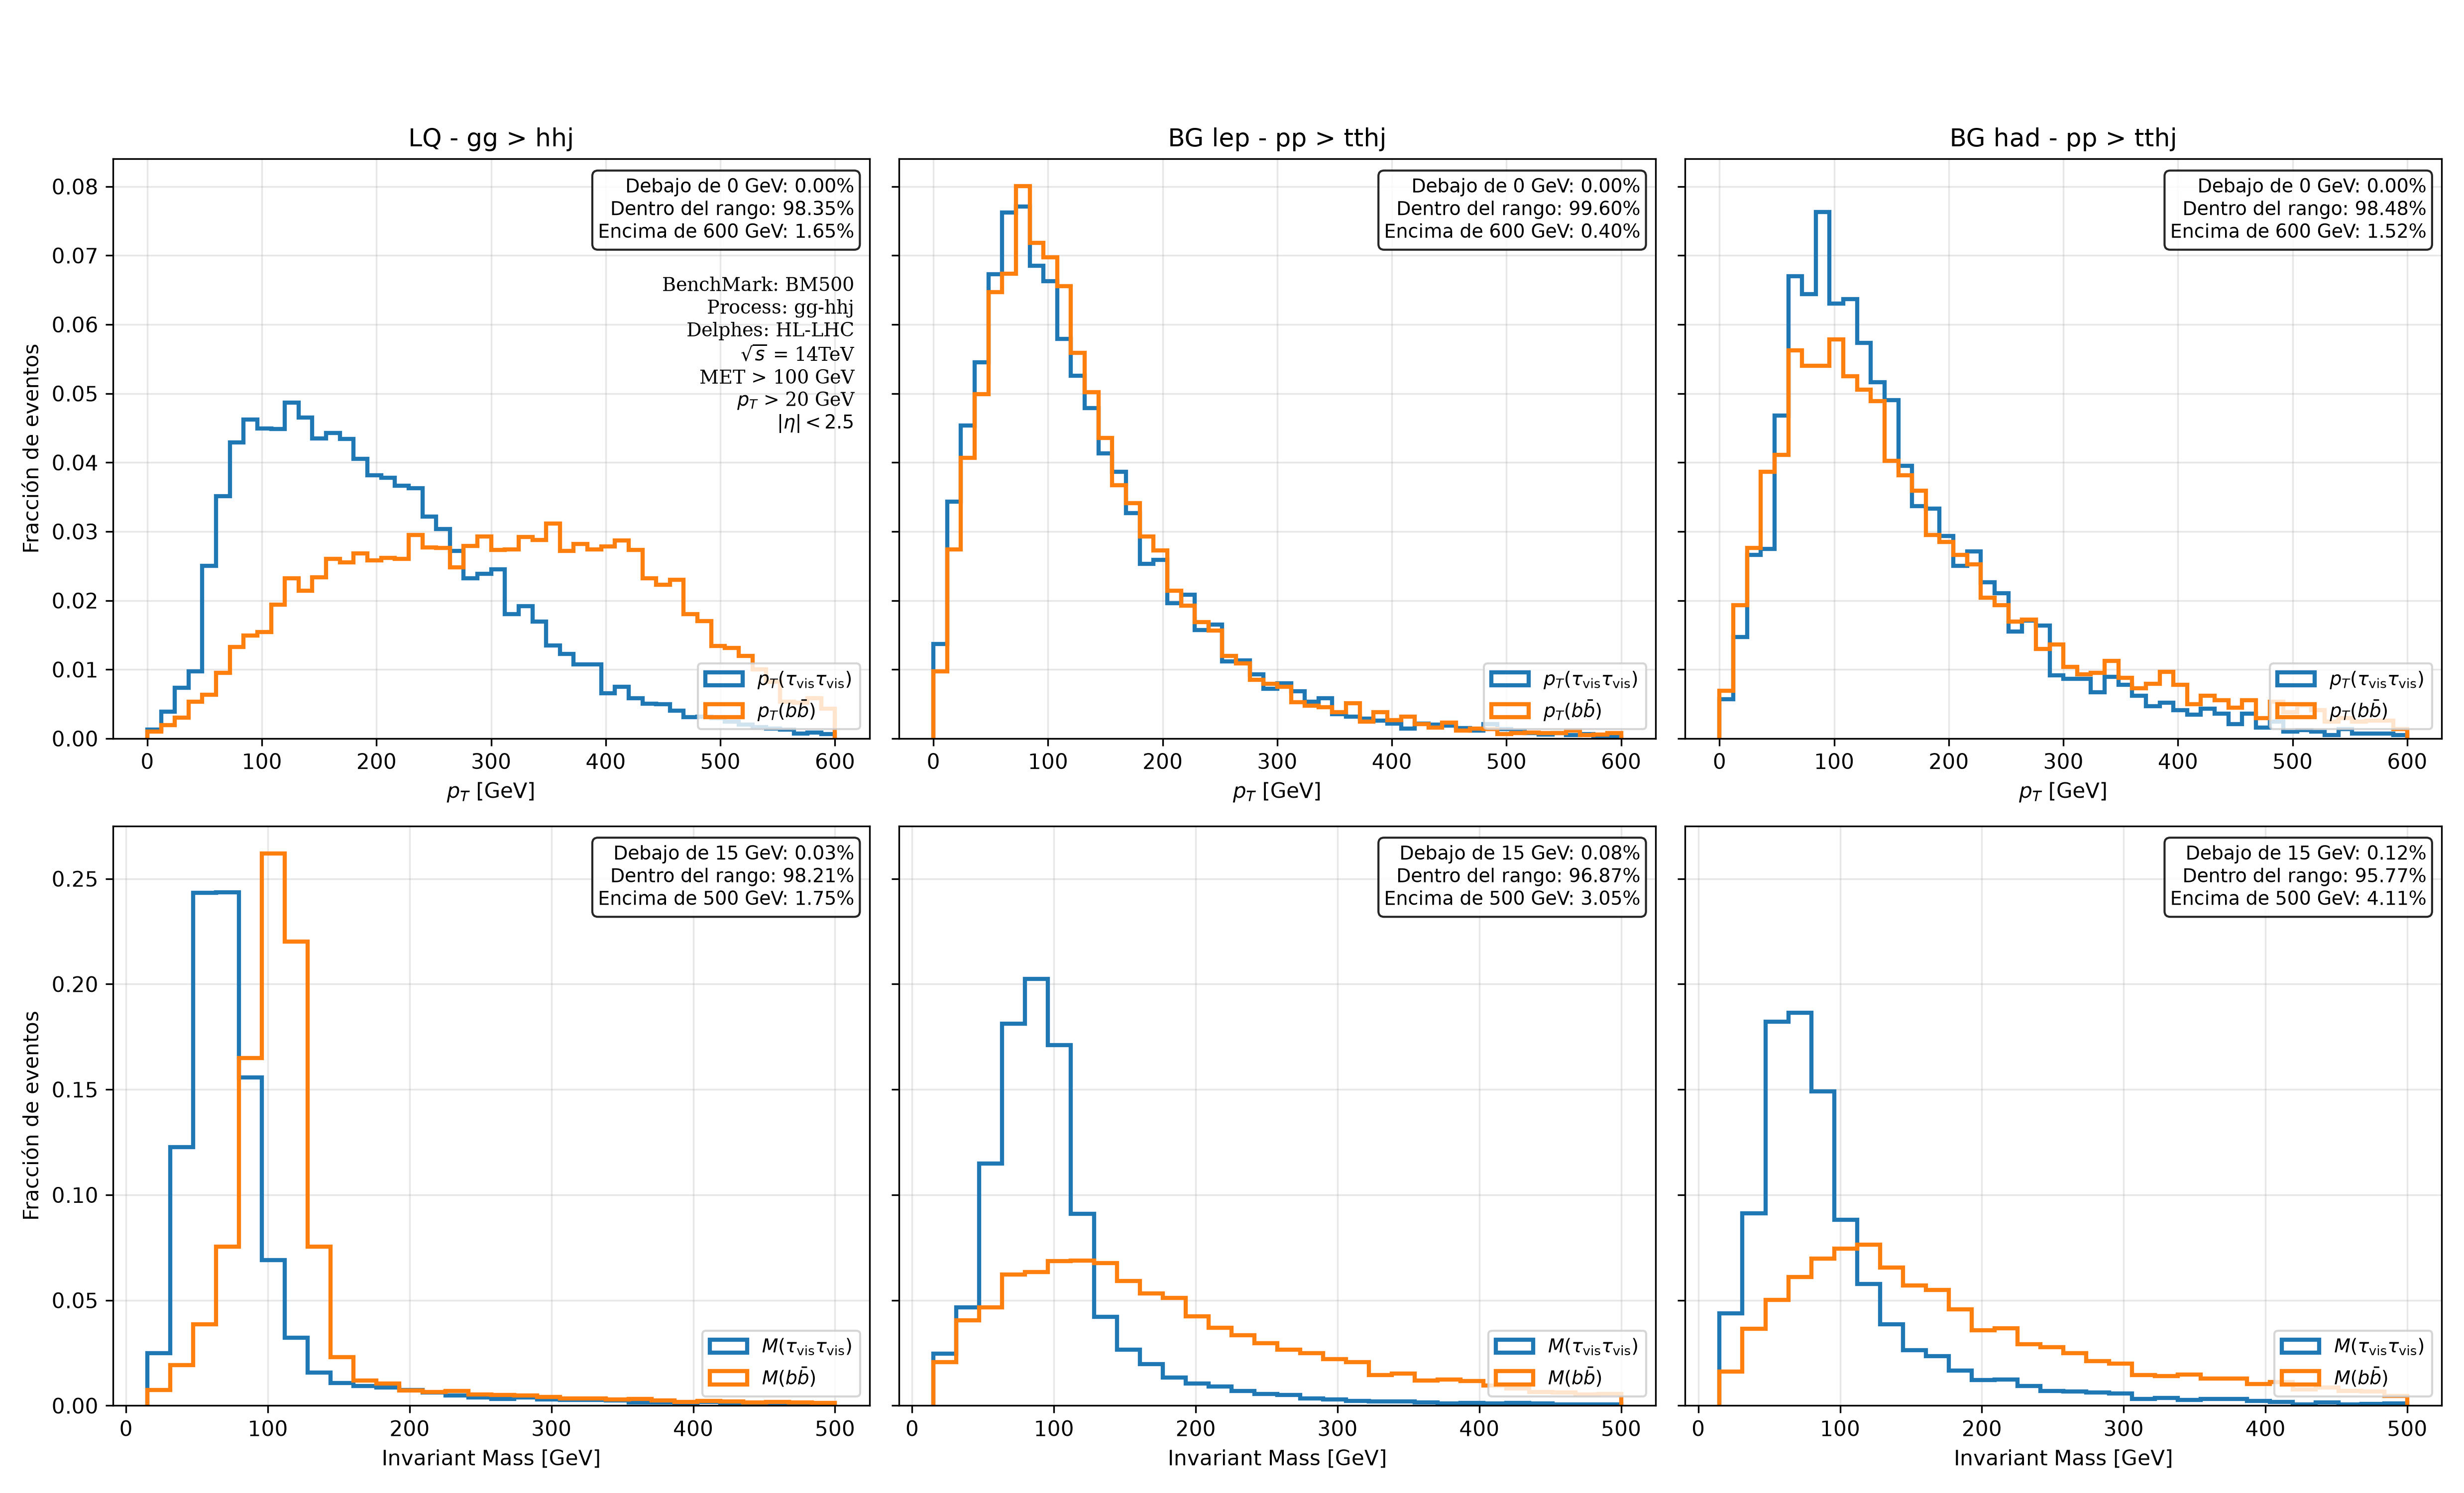 LQ - gg > hhj
BG lep - pp > tthj
BG had - pp > tthj
Debajo de 0 GeV: 0.00%
Dentro del rango: 98.35%
Encima de 600 GeV: 1.65%
BenchMark: BM500
Process: gg-hhj
Delphes: HL-LHC
√s = 14TeV
MET > 100 GeV
p_T > 20 GeV
|η| < 2.5
Debajo de 0 GeV: 0.00%
Dentro del rango: 99.60%
Encima de 600 GeV: 0.40%
Debajo de 0 GeV: 0.00%
Dentro del rango: 98.48%
Encima de 600 GeV: 1.52%
Fracción de eventos
0.08
0.07
0.06
0.05
0.04
0.03
0.02
0.01
0.00
p_T(τ_vis τ_vis)
p_T(bb̄)
p_T(τ_vis τ_vis)
p_T(bb̄)
p_T(τ_vis τ_vis)
p_T(bb̄)
0 100 200 300 400 500 600
0 100 200 300 400 500 600
0 100 200 300 400 500 600
p_T [GeV]
p_T [GeV]
p_T [GeV]
Debajo de 15 GeV: 0.03%
Dentro del rango: 98.21%
Encima de 500 GeV: 1.75%
Debajo de 15 GeV: 0.08%
Dentro del rango: 96.87%
Encima de 500 GeV: 3.05%
Debajo de 15 GeV: 0.12%
Dentro del rango: 95.77%
Encima de 500 GeV: 4.11%
Fracción de eventos
0.25
0.20
0.15
0.10
0.05
0.00
M(τ_vis τ_vis)
M(bb̄)
M(τ_vis τ_vis)
M(bb̄)
M(τ_vis τ_vis)
M(bb̄)
0 100 200 300 400 500
0 100 200 300 400 500
0 100 200 300 400 500
Invariant Mass [GeV]
Invariant Mass [GeV]
Invariant Mass [GeV]